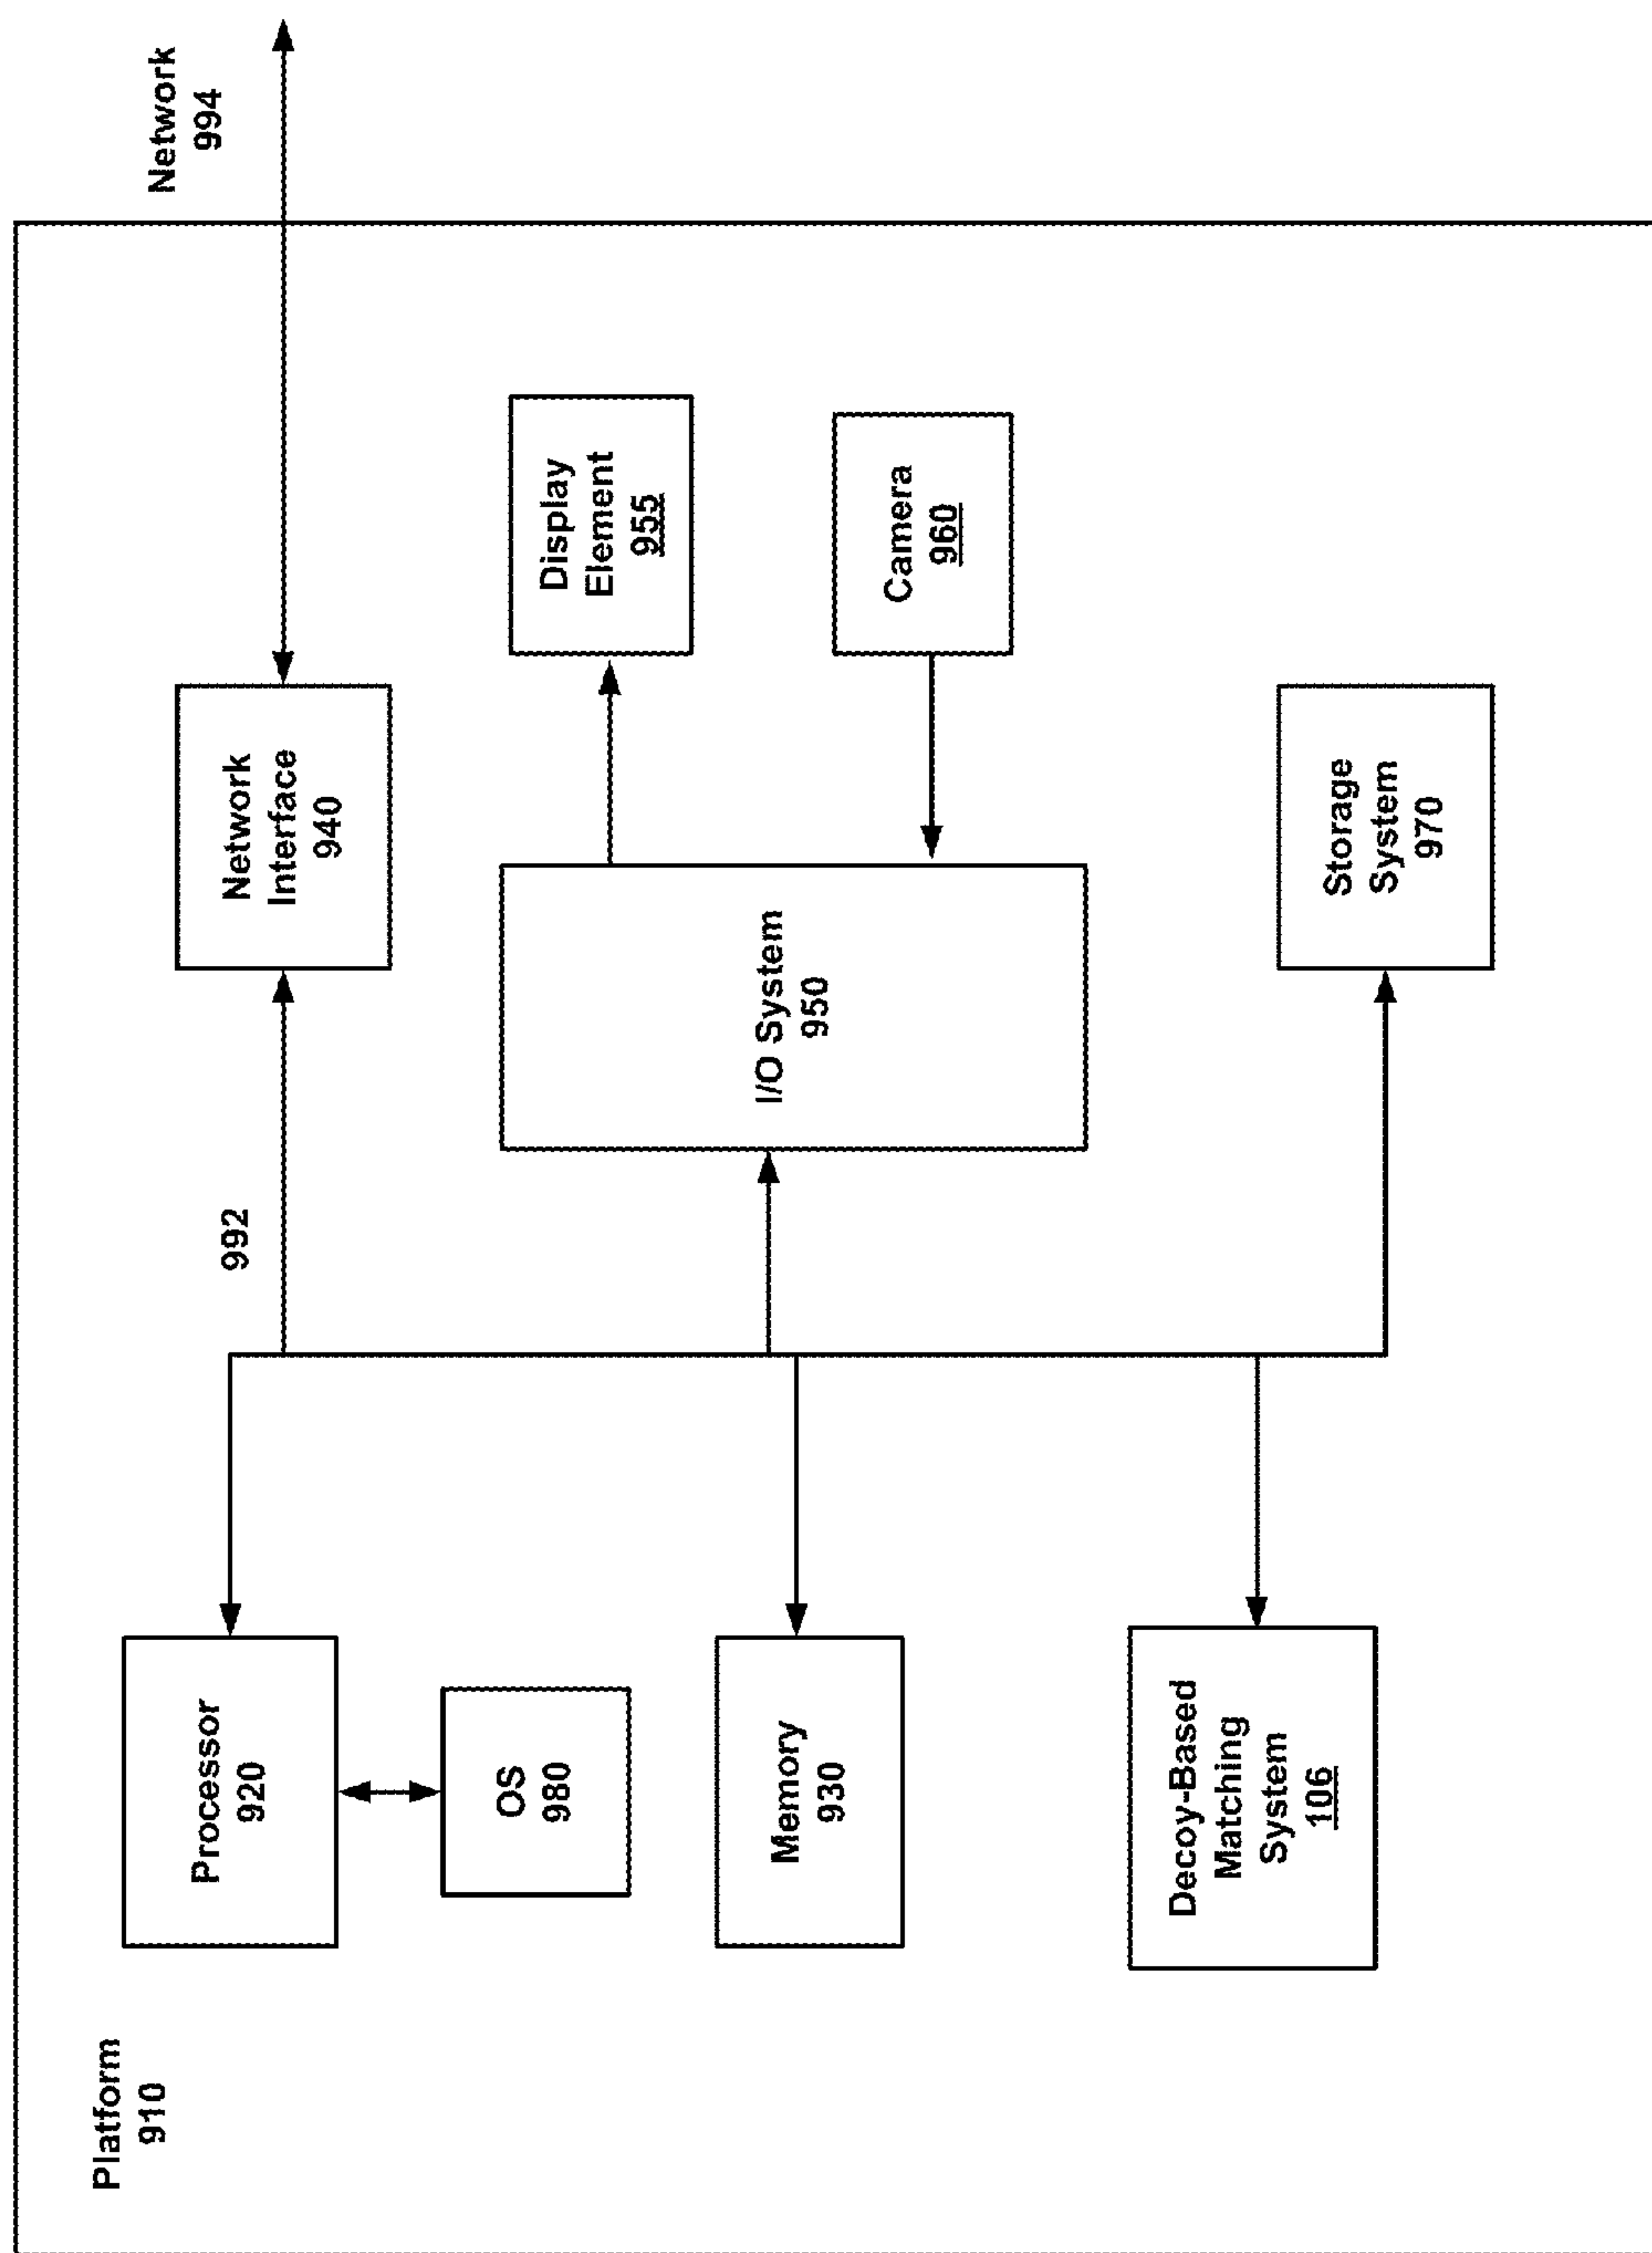 Platform
910
Network
994
Processor
920
992
Network
Interface
940
OS
980
Display
Element
955
I/O System
950
Memory
930
Camera
960
Decoy-Based
Matching
System
106
Storage
System
970